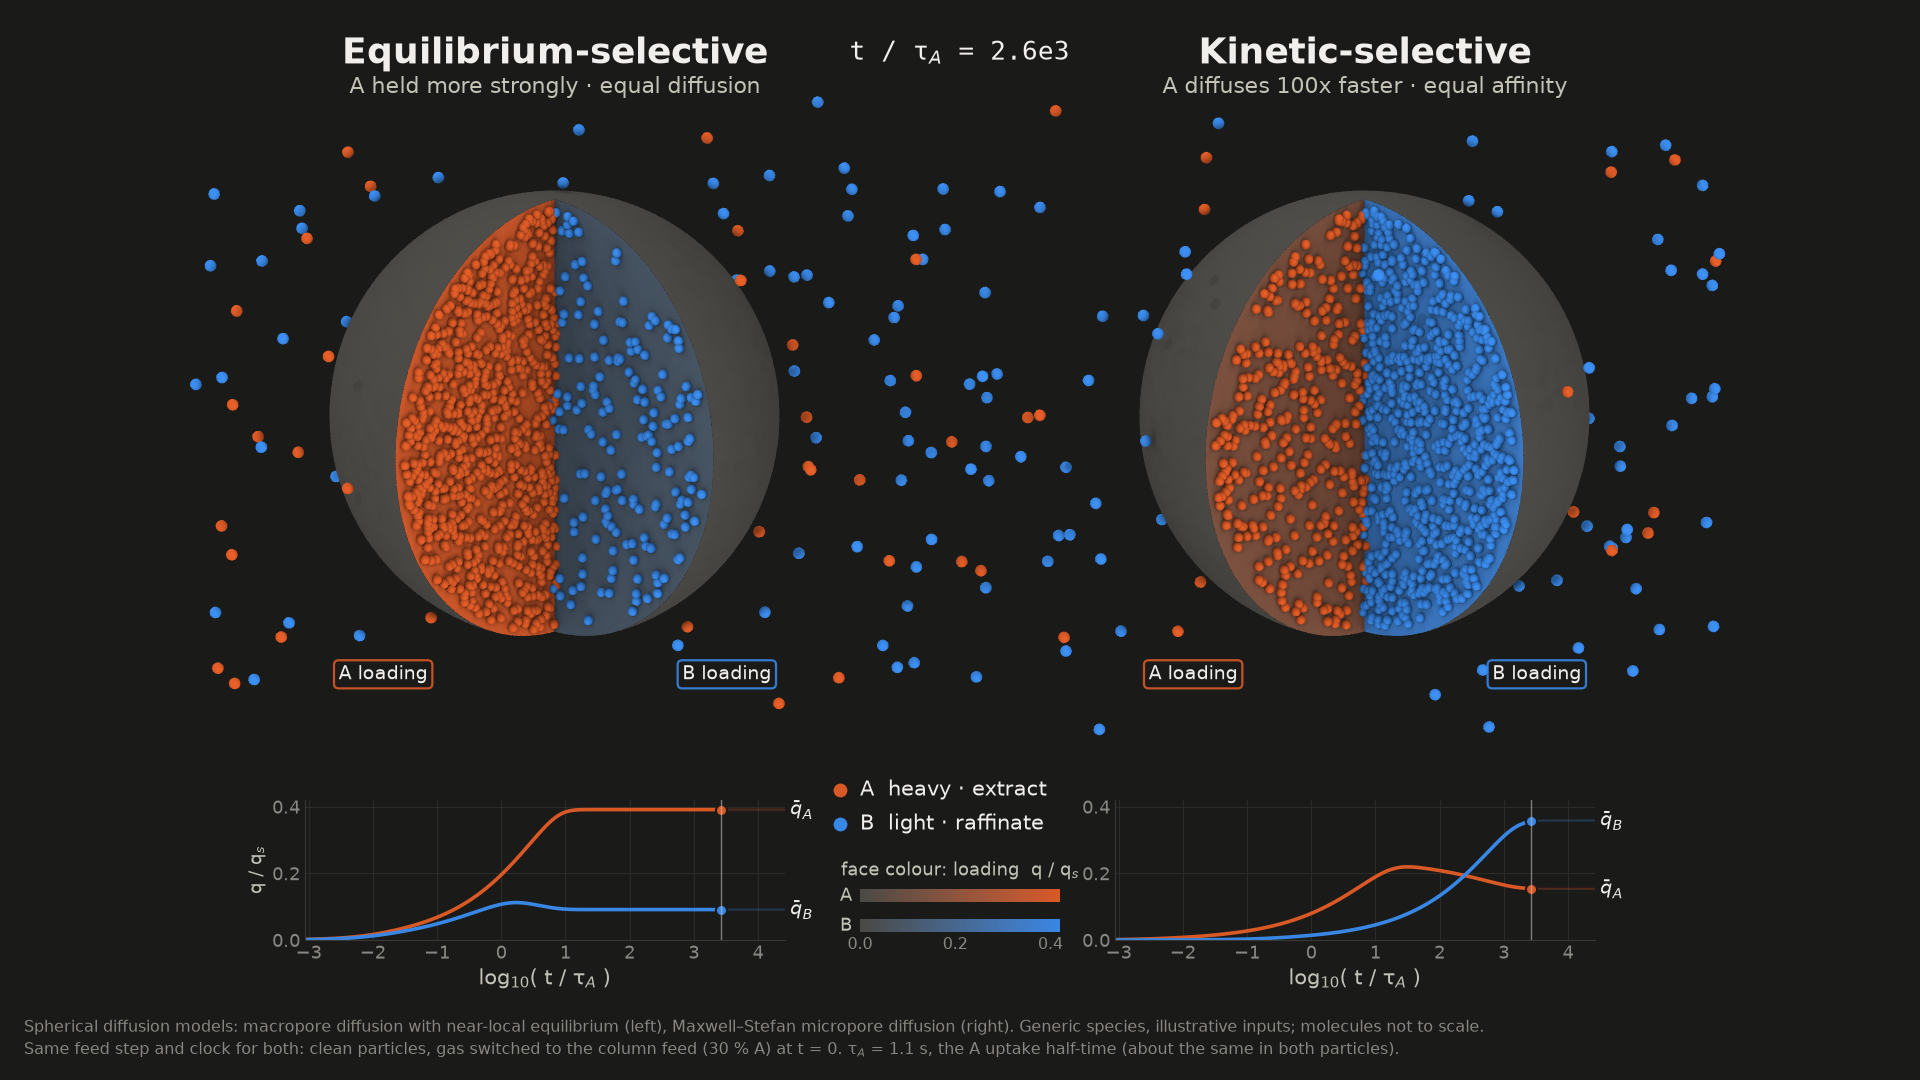 Equilibrium-selective
A held more strongly · equal diffusion
t / τA = 2.6e3
Kinetic-selective
A diffuses 100x faster · equal affinity
A loading
B loading
A loading
B loading
q / qs
0.4
0.2
0.0
−3 −2 −1 0 1 2 3 4
log10( t / τA )
q̄A
q̄B
A heavy · extract
B light · raffinate
face colour: loading q / qs
A
B
0.0 0.2 0.4
0.4
0.2
0.0
−3 −2 −1 0 1 2 3 4
log10( t / τA )
q̄B
q̄A
Spherical diffusion models: macropore diffusion with near-local equilibrium (left), Maxwell–Stefan micropore diffusion (right). Generic species, illustrative inputs; molecules not to scale.
Same feed step and clock for both: clean particles, gas switched to the column feed (30 % A) at t = 0. τA = 1.1 s, the A uptake half-time (about the same in both particles).